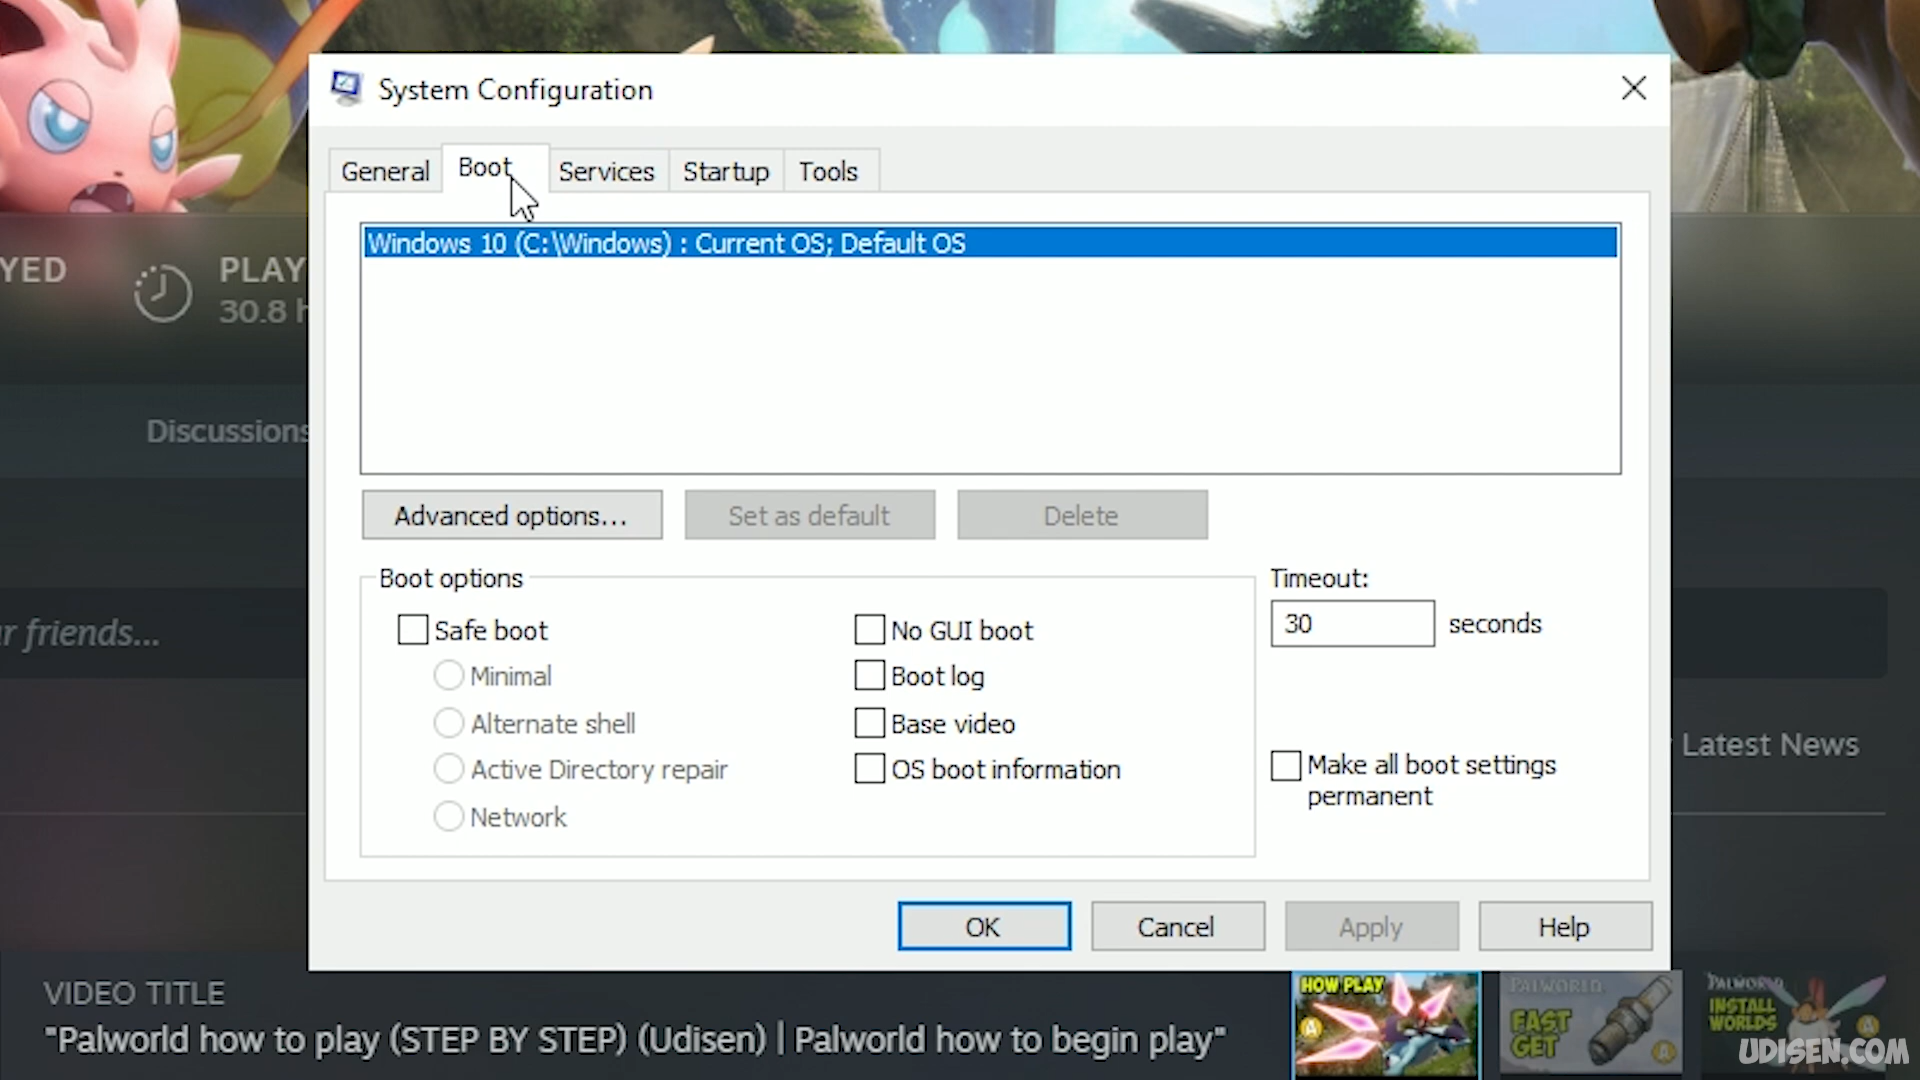 System Configuration
General
Boot
Services
Startup
Tools
Windows 10 (C:\Windows) : Current OS; Default OS
YED
PLAY
30.8 h
Discussions
Advanced options...
Set as default
Delete
Boot options
Timeout:
Safe boot
No GUI boot
30
seconds
r friends...
Minimal
Boot log
Alternate shell
Base video
Latest News
Active Directory repair
OS boot information
Make all boot settings
permanent
Network
OK
Cancel
Apply
Help
VIDEO TITLE
"Palworld how to play (STEP BY STEP) (Udisen) | Palworld how to begin play"
HOW PLAY
A
PALWORLD
FAST
GET
A
PALWORLD
INSTALL
WORLDS
A
UDISEN.COM